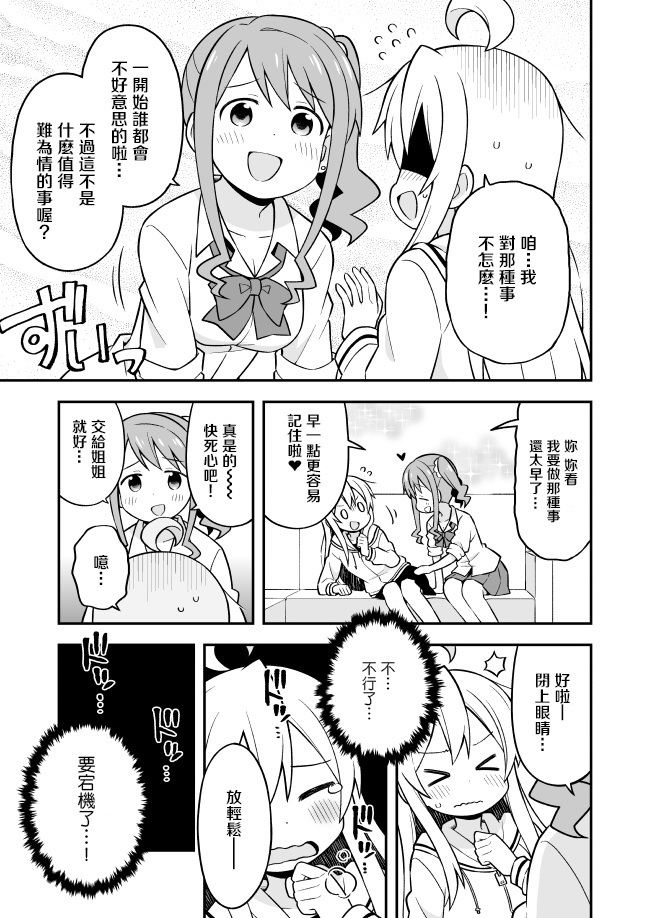 咱…我
對那種事
不怎麼…！
一開始誰都會
不好意思的啦…
不過這不是
什麼值得
難為情的事喔？
ずいっ
妳 妳看
我要做那種事
還太早了…
早一點更容易
記住啦♥
真是的～～
快死心吧！
交給姐姐
就好…
噫…
好啦—
閉上眼睛…
不…
不行了…
ドッ…
放輕鬆——
ドッ…
ドッ…
要宕機了…！